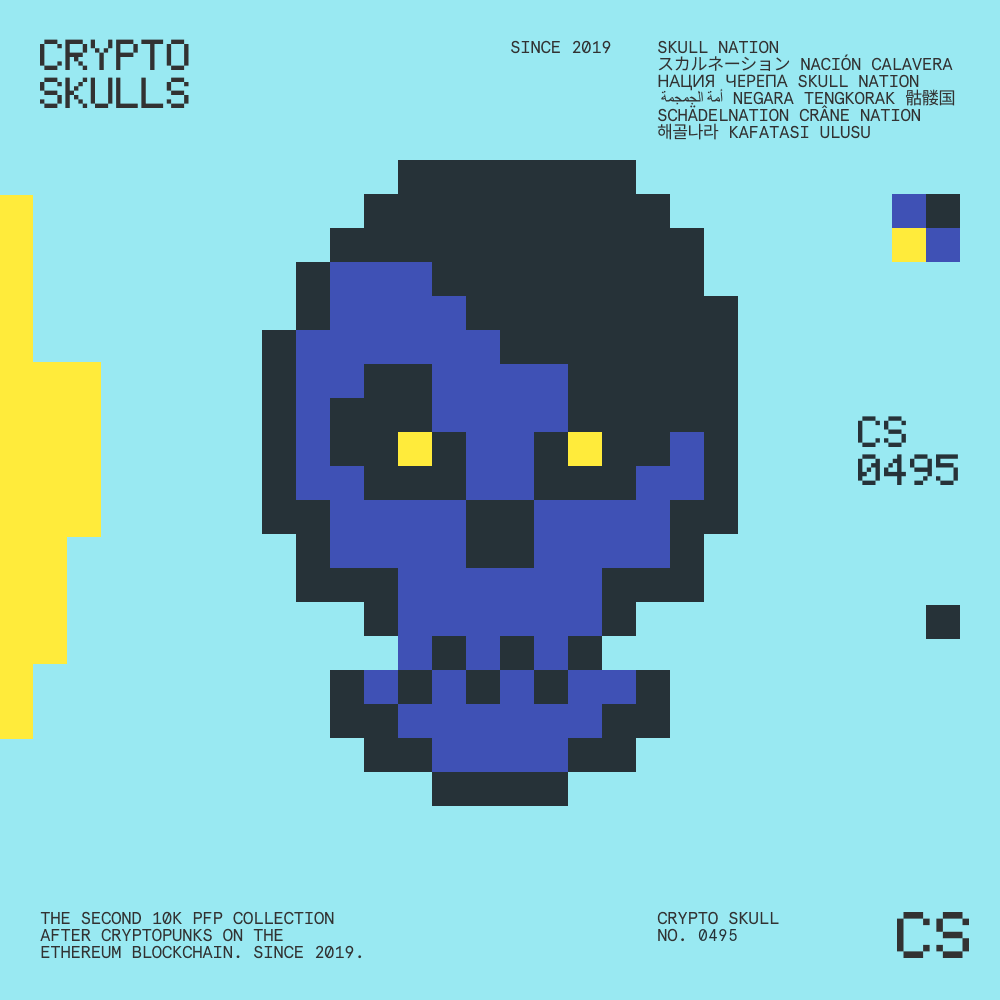 CRYPTO
SKULLS
SINCE 2019
SKULL NATION
スカルネーション NACIÓN CALAVERA
НАЦИЯ ЧЕРЕПА SKULL NATION
أمة الجمجمة NEGARA TENGKORAK 骷髅国
SCHÄDELNATION CRÂNE NATION
해골나라 KAFATASI ULUSU
CS
0495
THE SECOND 10K PFP COLLECTION
AFTER CRYPTOPUNKS ON THE
ETHEREUM BLOCKCHAIN. SINCE 2019.
CRYPTO SKULL
NO. 0495
CS